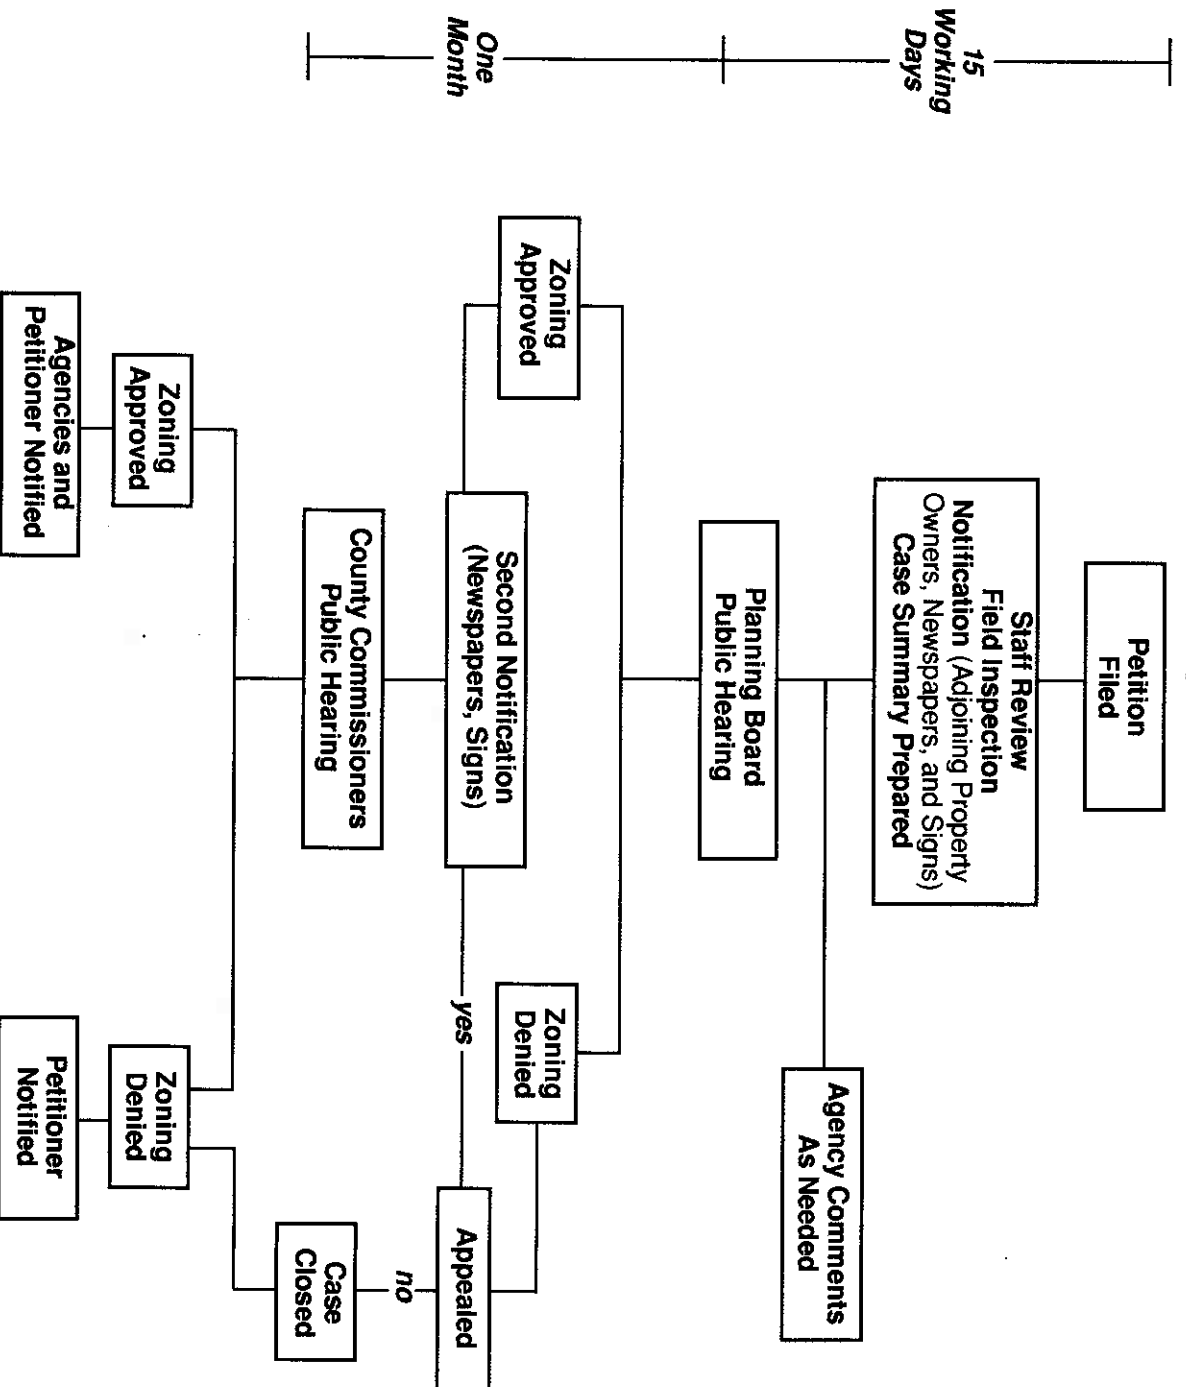 Petition
Filed
Staff Review
Field Inspection
Notification (Adjoining Property
Owners, Newspapers, and Signs)
Case Summary Prepared
15
Working
Days
Agency Comments
As Needed
Planning Board
Public Hearing
Zoning
Approved
Zoning
Denied
One
Month
Second Notification
(Newspapers, Signs)
yes
Appealed
no
County Commissioners
Public Hearing
Case
Closed
Zoning
Approved
Zoning
Denied
Agencies and
Petitioner Notified
Petitioner
Notified